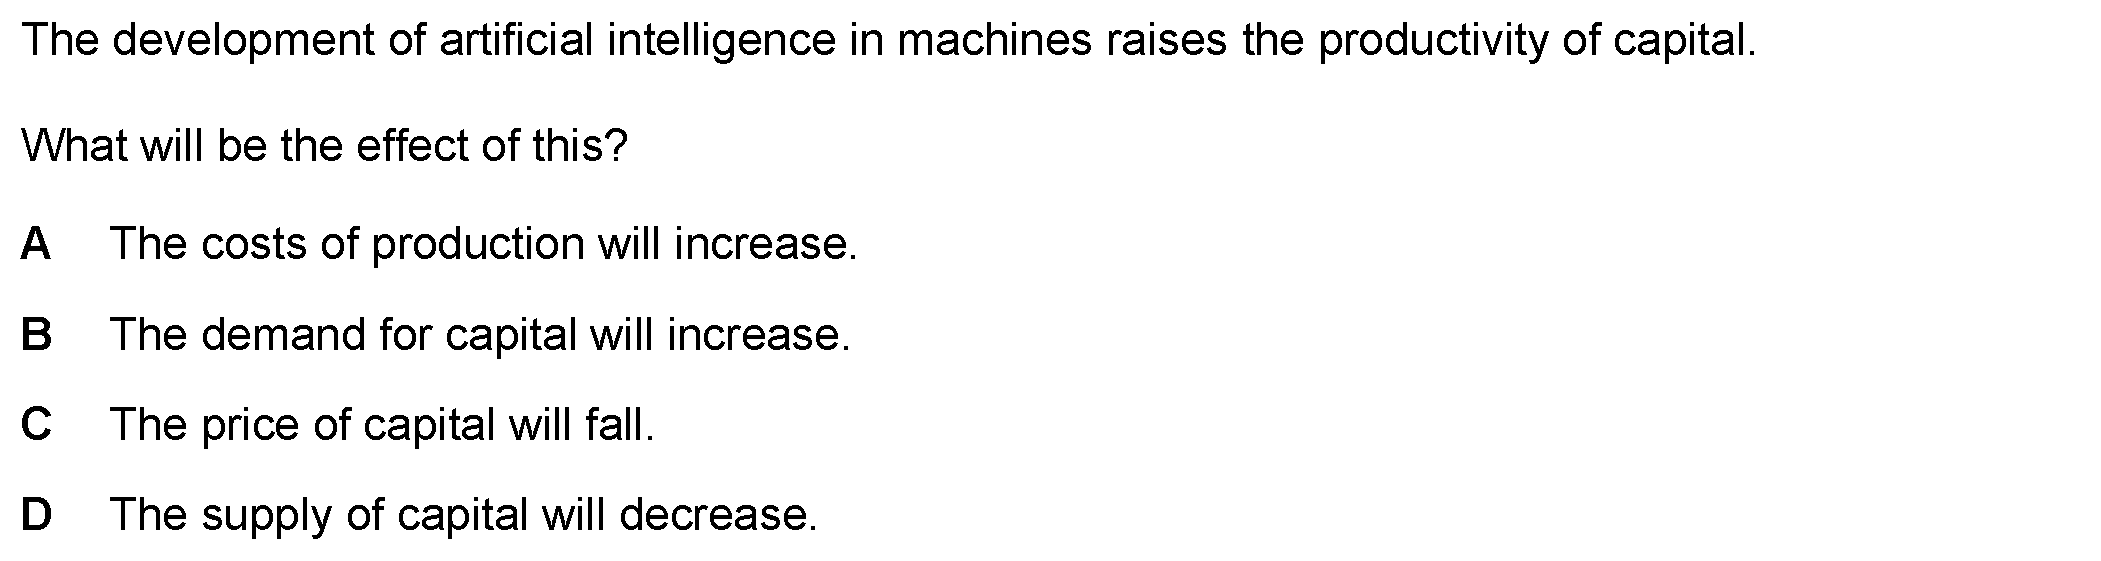 The development of artificial intelligence in machines raises the productivity of capital.
What will be the effect of this?
A The costs of production will increase.
B The demand for capital will increase.
C The price of capital will fall.
D The supply of capital will decrease.